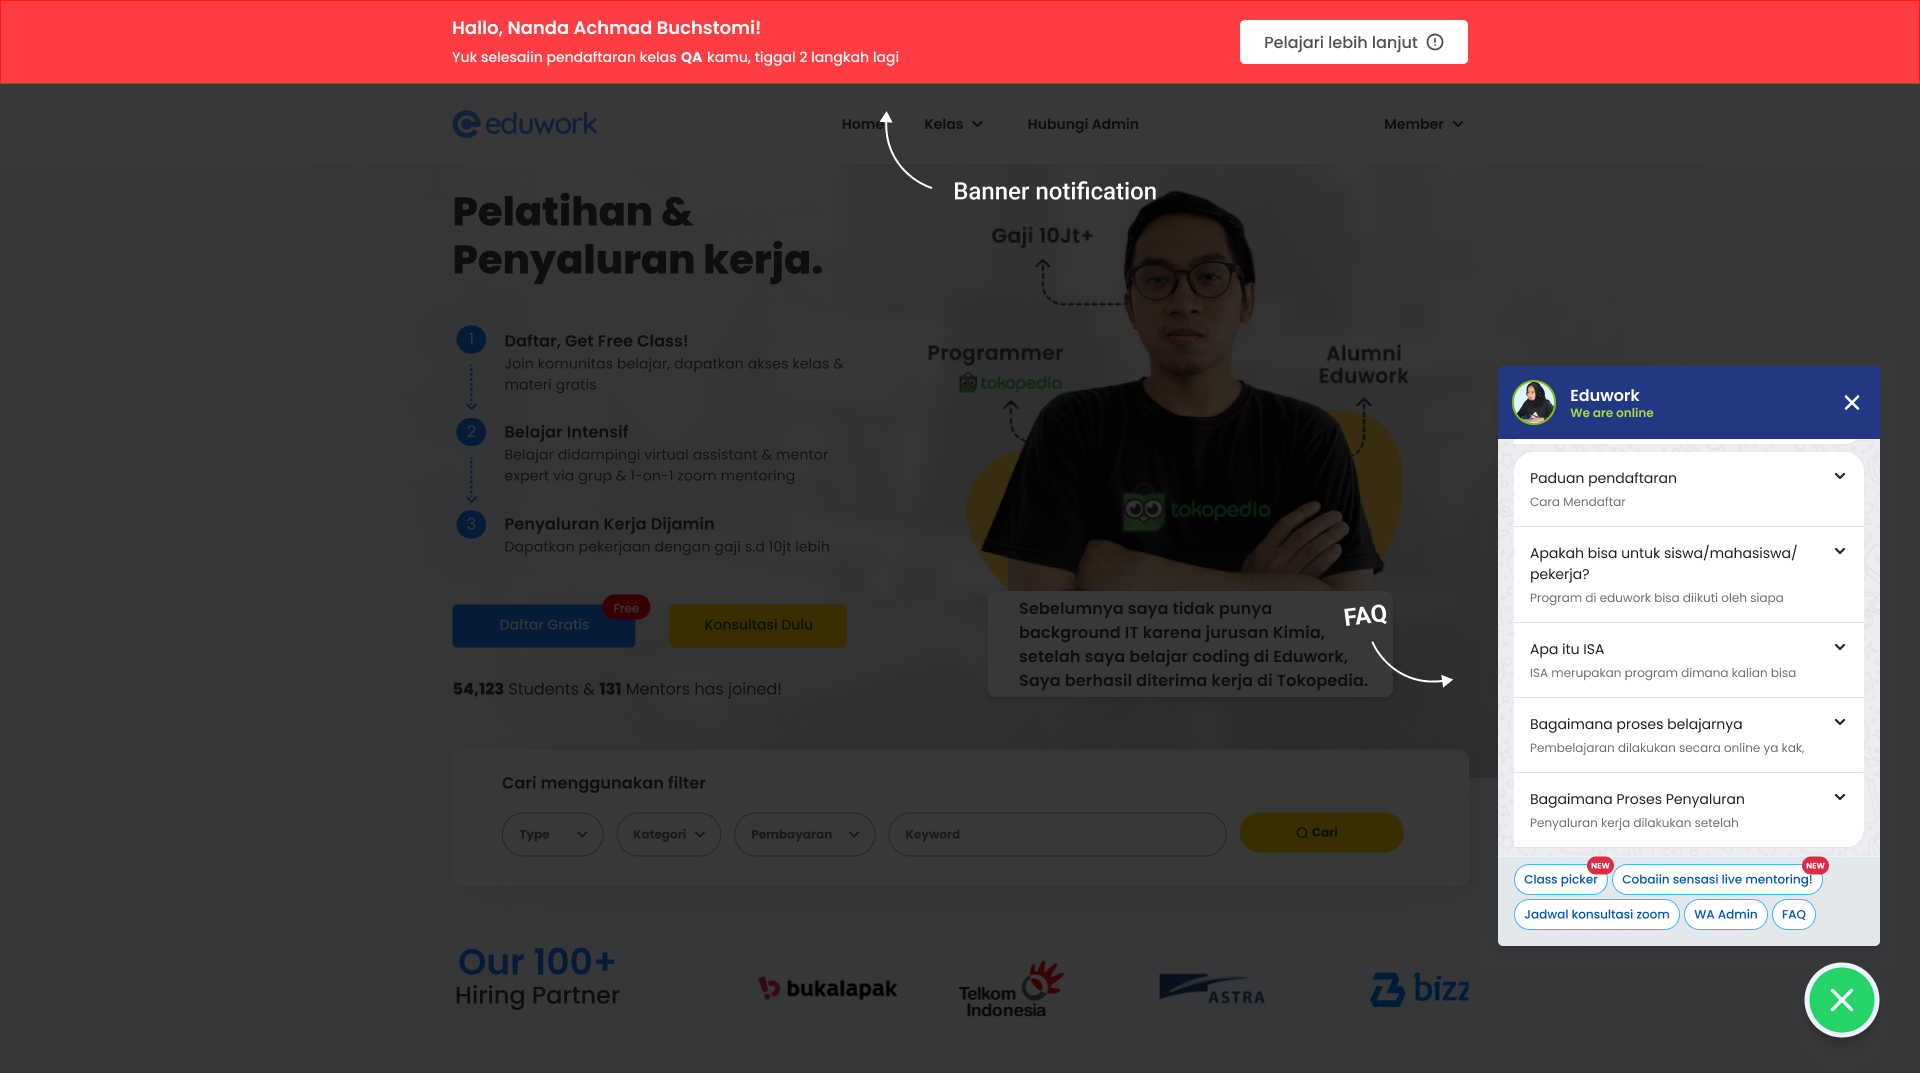 Hallo, Nanda Achmad Buchstomi!
Yuk selesaiin pendaftaran kelas QA kamu, tiggal 2 langkah lagi
Pelajari lebih lanjut
eduwork
Home
Kelas
Hubungi Admin
Member
Banner notification
Pelatihan &
Penyaluran kerja.
1
Daftar, Get Free Class!
Join komunitas belajar, dapatkan akses kelas &
materi gratis
2
Belajar Intensif
Belajar didampingi virtual assistant & mentor
expert via grup & 1-on-1 zoom mentoring
3
Penyaluran Kerja Dijamin
Dapatkan pekerjaan dengan gaji s.d 10jt lebih
Daftar Gratis
Free
Konsultasi Dulu
54,123 Students & 131 Mentors has joined!
Gaji 10Jt+
Programmer
tokopedia
Alumni
Eduwork
tokopedia
Sebelumnya saya tidak punya
background IT karena jurusan Kimia,
setelah saya belajar coding di Eduwork,
Saya berhasil diterima kerja di Tokopedia.
FAQ
Cari menggunakan filter
Type
Kategori
Pembayaran
Keyword
Cari
Our 100+
Hiring Partner
bukalapak
Telkom
Indonesia
ASTRA
bizz
Eduwork
We are online
Paduan pendaftaran
Cara Mendaftar
Apakah bisa untuk siswa/mahasiswa/
pekerja?
Program di eduwork bisa diikuti oleh siapa
Apa itu ISA
ISA merupakan program dimana kalian bisa
Bagaimana proses belajarnya
Pembelajaran dilakukan secara online ya kak,
Bagaimana Proses Penyaluran
Penyaluran kerja dilakukan setelah
Class picker
NEW
Cobaiin sensasi live mentoring!
NEW
Jadwal konsultasi zoom
WA Admin
FAQ